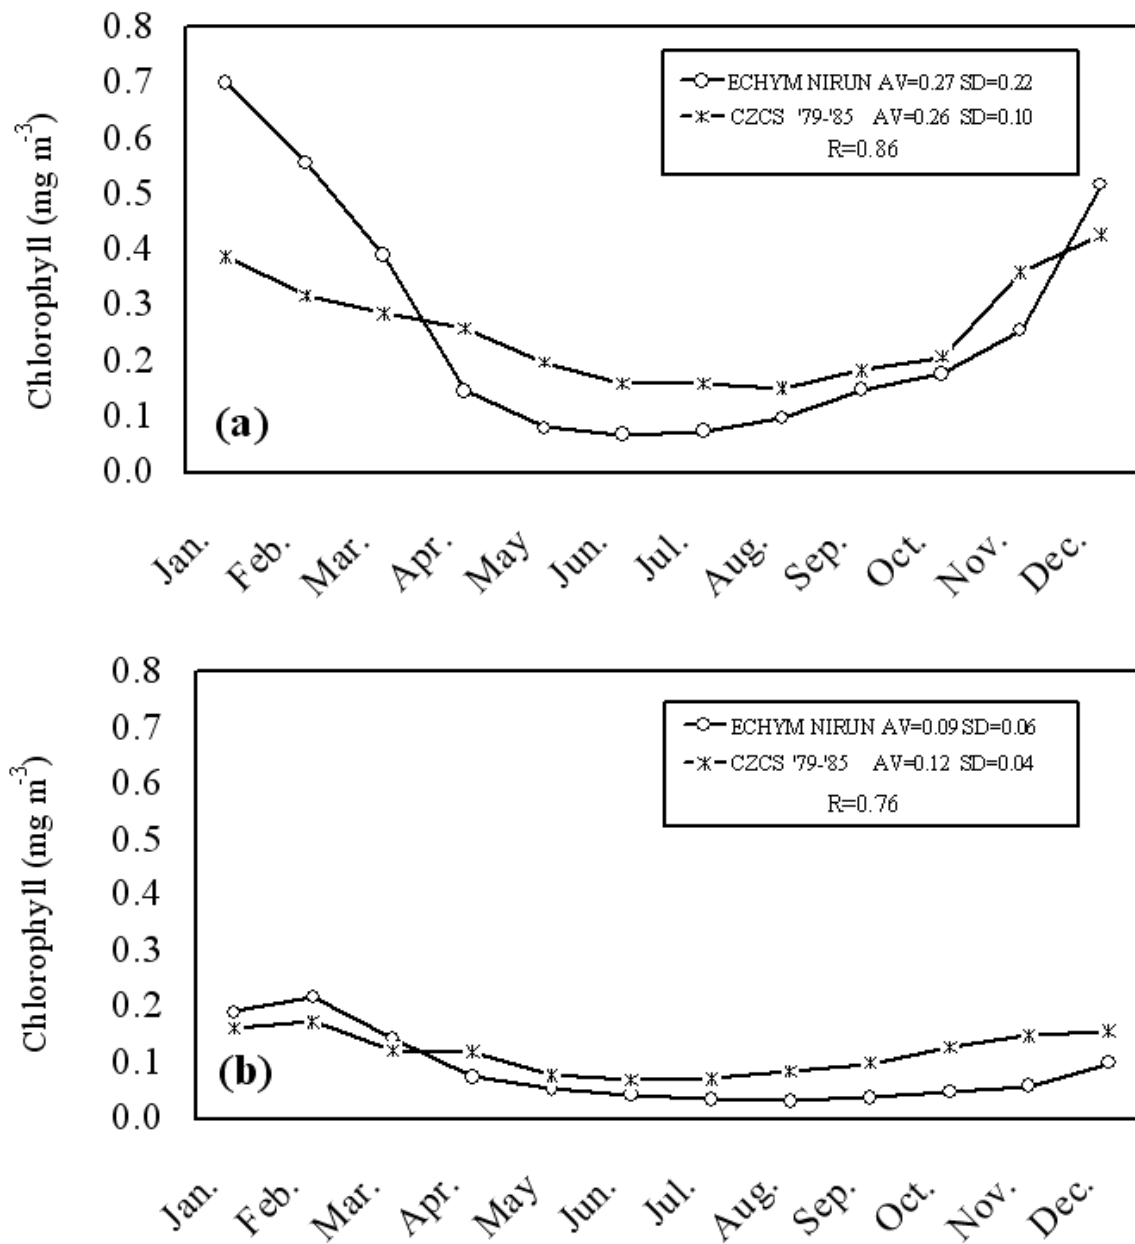 0.8
0.7
0.6
0.5
0.4
0.3
0.2
0.1
0.0
Chlorophyll (mg m-3)
ECHYM NIRUN AV=0.27 SD=0.22
CZCS '79-'85 AV=0.26 SD=0.10
R=0.86
(a)
Jan.
Feb.
Mar.
Apr.
May
Jun.
Jul.
Aug.
Sep.
Oct.
Nov.
Dec.
0.8
0.7
0.6
0.5
0.4
0.3
0.2
0.1
0.0
Chlorophyll (mg m-3)
ECHYM NIRUN AV=0.09 SD=0.06
CZCS '79-'85 AV=0.12 SD=0.04
R=0.76
(b)
Jan.
Feb.
Mar.
Apr.
May
Jun.
Jul.
Aug.
Sep.
Oct.
Nov.
Dec.